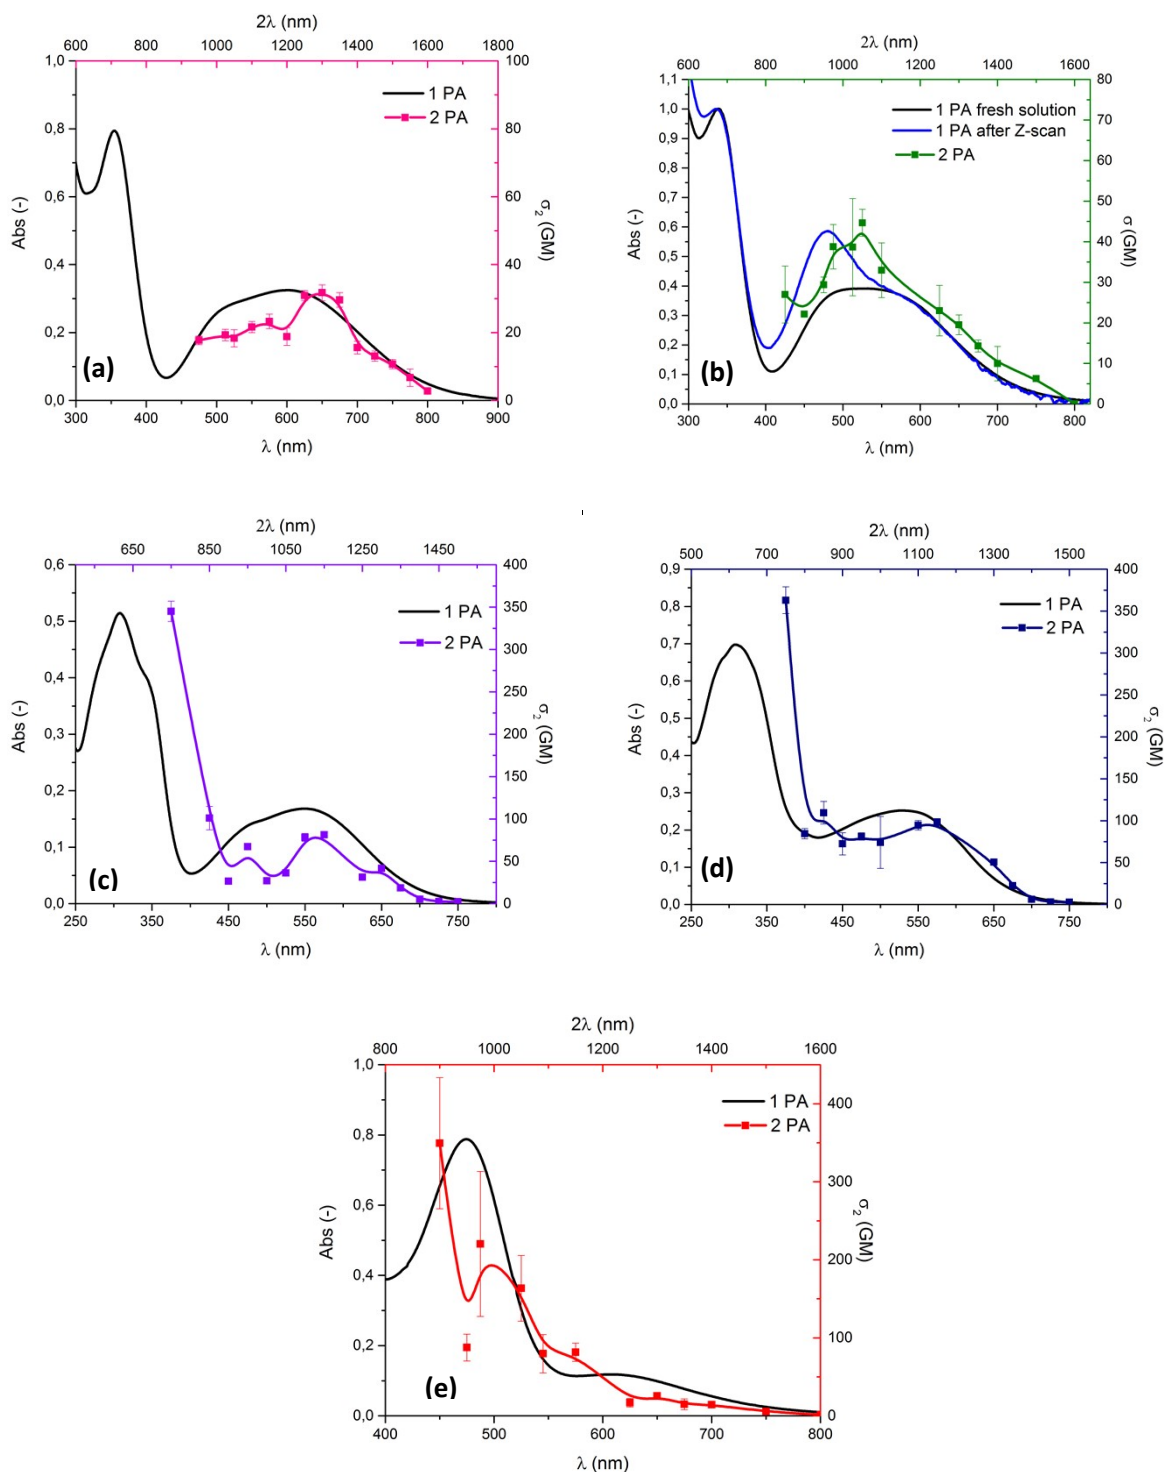 2λ (nm)
600 800 1000 1200 1400 1600 1800
1,0 100
1 PA
2 PA
0,8 80
0,6 60
Abs (-) σ2 (GM)
0,4 40
0,2 20
(a)
0,0 0
300 400 500 600 700 800 900
λ (nm)
2λ (nm)
600 800 1000 1200 1400 1600
1,1 80
1 PA fresh solution
1,0
1 PA after Z-scan
70
0,9
2 PA
0,8 60
0,7 50
0,6
Abs (-) σ (GM)
40
0,5
0,4 30
0,3 20
0,2
(b)
10
0,1
0,0 0
300 400 500 600 700 800
λ (nm)
2λ (nm)
650 850 1050 1250 1450
0,6 400
1 PA
350
0,5
2 PA
300
0,4
250
Abs (-) σ2 (GM)
0,3 200
150
0,2
100
0,1
(c)
50
0,0 0
250 350 450 550 650 750
λ (nm)
2λ (nm)
500 700 900 1100 1300 1500
0,9 400
1 PA
0,8 350
2 PA
0,7 300
0,6
250
0,5
Abs (-) σ2 (GM)
200
0,4
150
0,3
100
0,2
(d)
50
0,1
0,0 0
250 350 450 550 650 750
λ (nm)
2λ (nm)
800 1000 1200 1400 1600
1,0
1 PA
400
2 PA
0,8
300
0,6
Abs (-) σ2 (GM)
200
0,4
100
0,2
(e)
0,0 0
400 500 600 700 800
λ (nm)